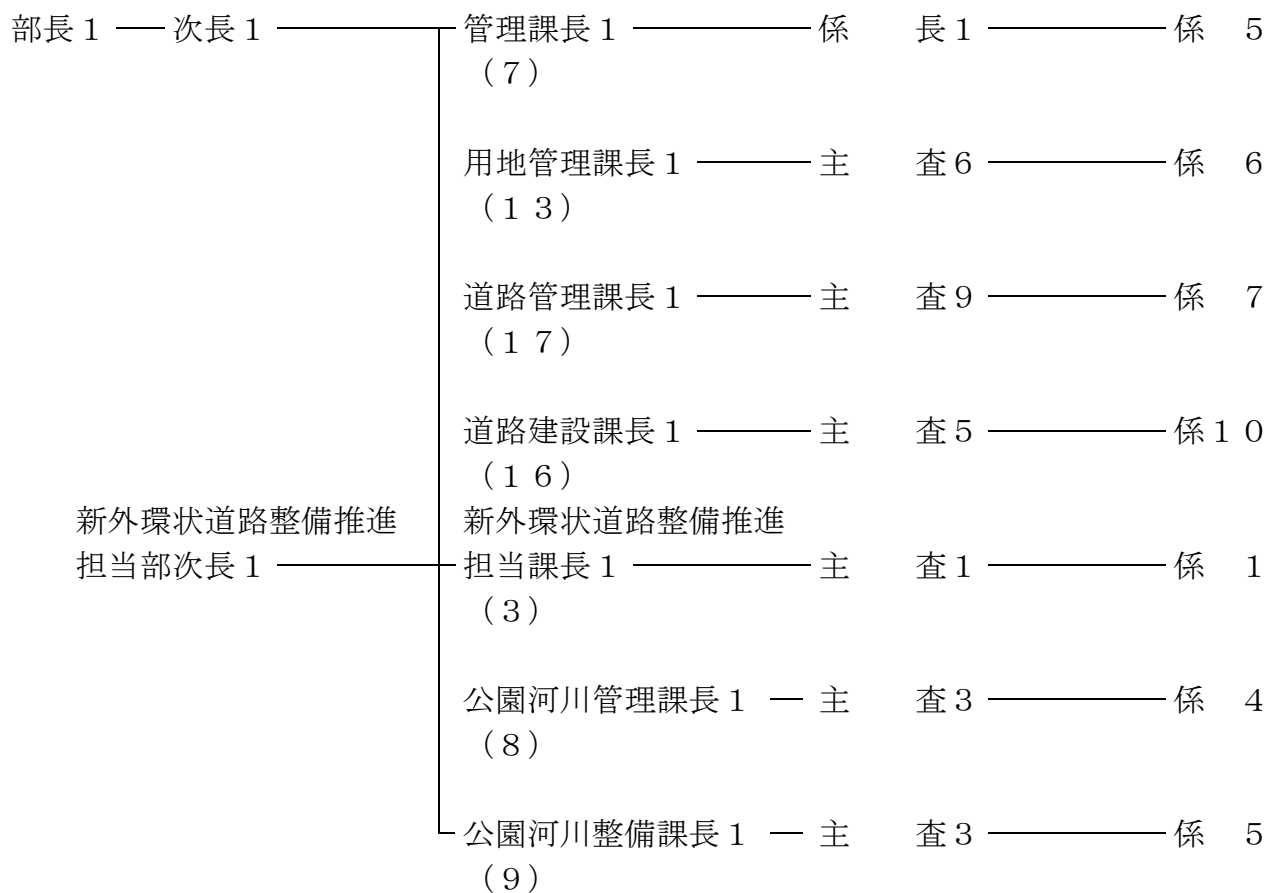 部長１ 次長１ 管理課長１ 係　長１ 係　５
（７）
用地管理課長１ 主　査６ 係　６
（１３）
道路管理課長１ 主　査９ 係　７
（１７）
道路建設課長１ 主　査５ 係１０
（１６）
新外環状道路整備推進 新外環状道路整備推進
担当部次長１ 担当課長１ 主　査１ 係　１
（３）
公園河川管理課長１ 主　査３ 係　４
（８）
公園河川整備課長１ 主　査３ 係　５
（９）